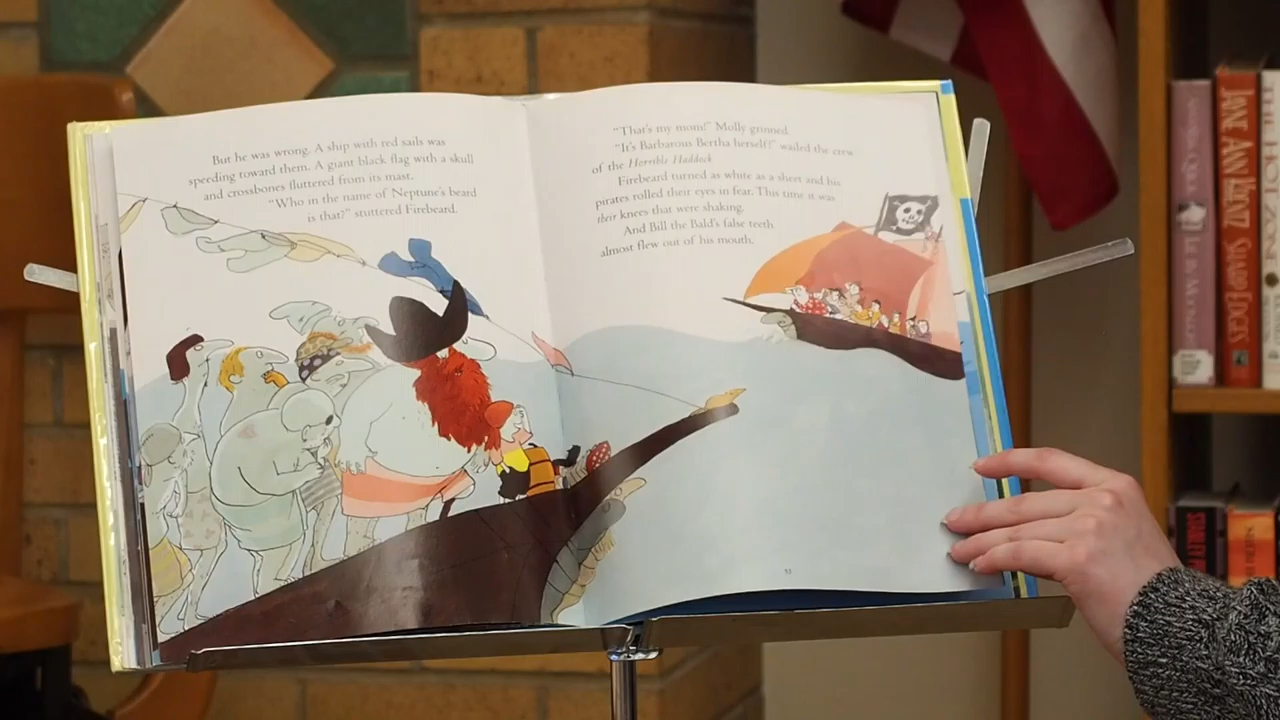 But he was wrong. A ship with red sails was
speeding toward them. A giant black flag with a skull
and crossbones fluttered from its mast.
"Who in the name of Neptune's beard
is that?" stuttered Firebeard.
"That's my mom!" Molly grinned.
"It's Barbarous Bertha herself!" wailed the crew
of the Horrible Haddock
Firebeard turned as white as a sheet and his
pirates rolled their eyes in fear. This time it was
their knees that were shaking.
And Bill the Bald's false teeth
almost flew out of his mouth.
JANE ANN KRENTZ SHARP EDGES
THE HOT ZONE